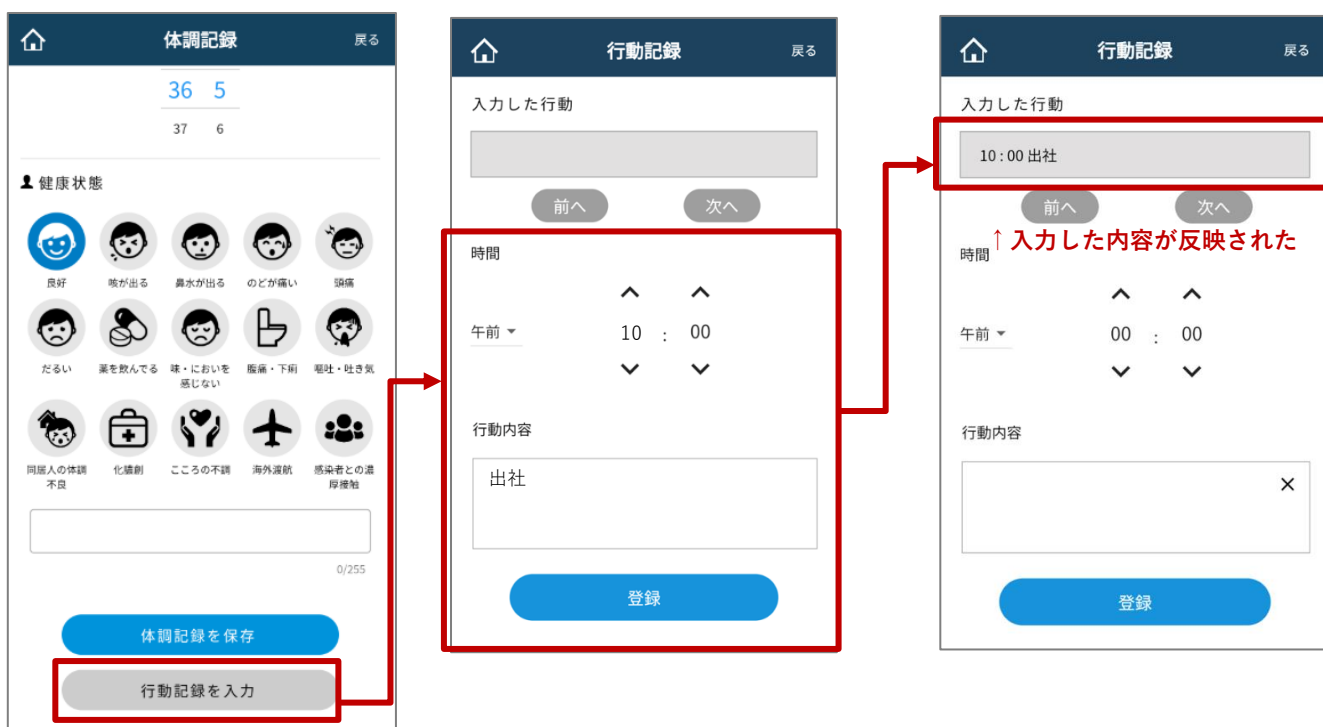 体調記録
戻る
36 5
37 6
健康状態
良好
咳が出る
鼻水が出る
のどが痛い
頭痛
だるい
薬を飲んでる
味・においを
感じない
腹痛・下痢
嘔吐・吐き気
同居人の体調
不良
化膿創
こころの不調
海外渡航
感染者との濃
厚接触
0/255
体調記録を保存
行動記録を入力
行動記録
戻る
入力した行動
前へ
次へ
時間
午前
10 : 00
行動内容
出社
登録
行動記録
戻る
入力した行動
10:00 出社
前へ
次へ
↑入力した内容が反映された
時間
午前
00 : 00
行動内容
×
登録